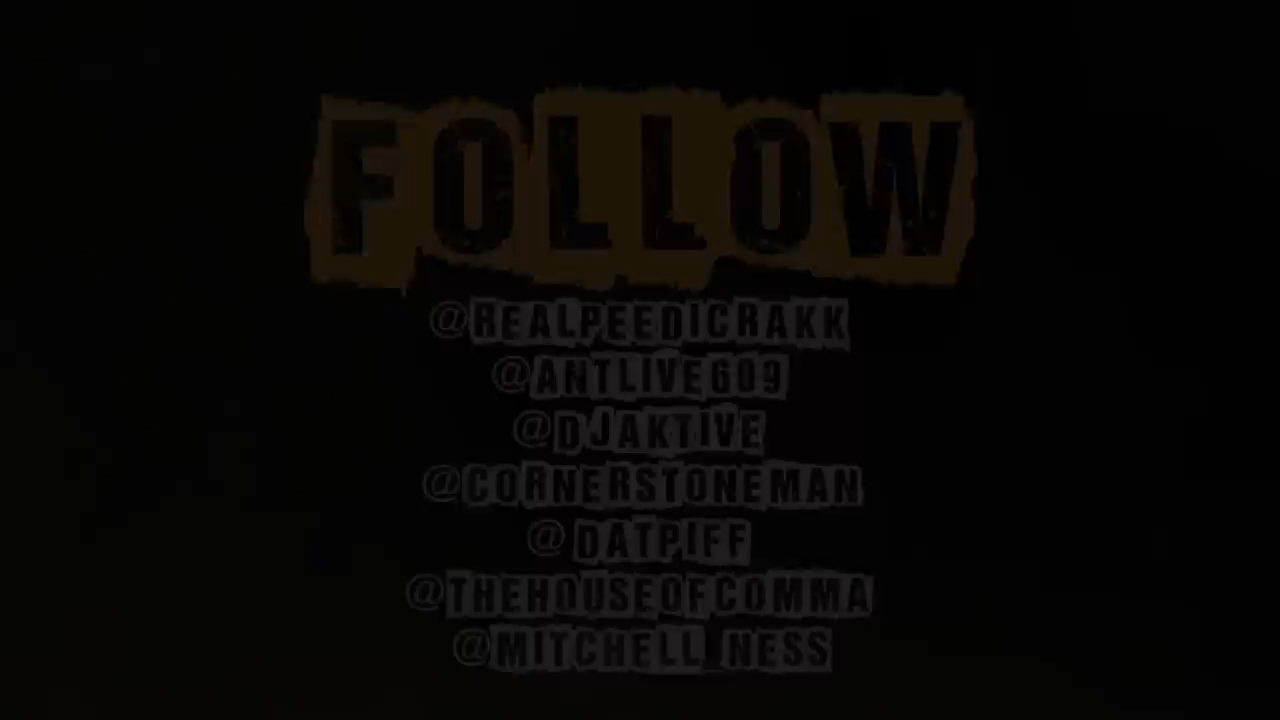 FOLLOW
@REALPEEDICRAKK
@ANTLIVE609
@DJAKTIVE
@CORNERSTONEMAN
@DATPIFF
@THEHOUSEOFCOMMA
@MITCHELL_NESS